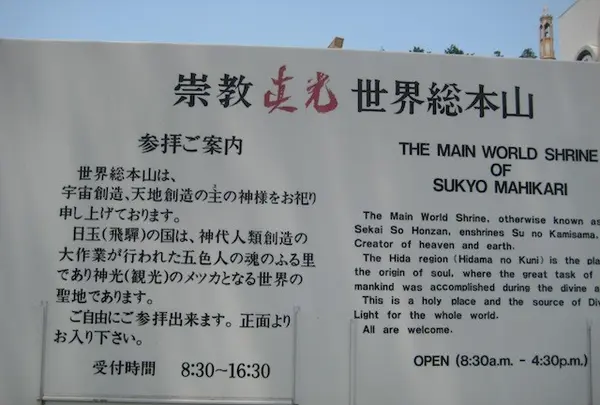 崇教眞光 世界総本山
参拝ご案内
世界総本山は、
宇宙創造、天地創造の主の神様をお祀り
申し上げております。
日玉(飛騨)の国は、神代人類創造の
大作業が行われた五色人の魂のふる里
であり神光(観光)のメツカとなる世界の
聖地であります。
ご自由にご参拝出来ます。正面より
お入り下さい。
受付時間 8:30〜16:30
THE MAIN WORLD SHRINE
OF
SUKYO MAHIKARI
The Main World Shrine, otherwise known as
Sekai So Honzan, enshrines Su no Kamisama,
Creator of heaven and earth.
The Hida region (Hidama no Kuni) is the
the origin of soul, where the great task of
mankind was accomplished during the divine
This is a holy place and the source of
Light for the whole world.
All are welcome.
OPEN (8:30a.m. - 4:30p.m.)